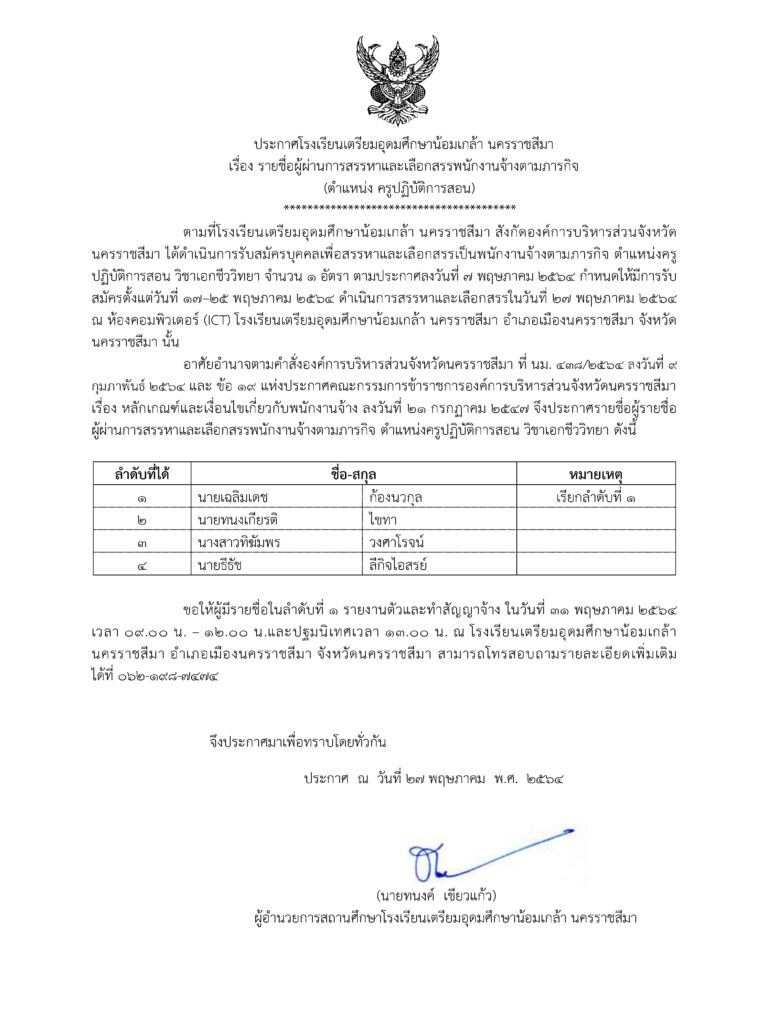 ประกาศโรงเรียนเตรียมอุดมศึกษาน้อมเกล้า นครราชสีมา
เรื่อง รายชื่อผู้ผ่านการสรรหาและเลือกสรรพนักงานจ้างตามภารกิจ
(ตำแหน่ง ครูปฏิบัติการสอน)
***************************************
ตามที่โรงเรียนเตรียมอุดมศึกษาน้อมเกล้า นครราชสีมา สังกัดองค์การบริหารส่วนจังหวัด
นครราชสีมา ได้ดำเนินการรับสมัครบุคคลเพื่อสรรหาและเลือกสรรเป็นพนักงานจ้างตามภารกิจ ตำแหน่งครู
ปฏิบัติการสอน วิชาเอกชีววิทยา จำนวน ๑ อัตรา ตามประกาศลงวันที่ ๗ พฤษภาคม ๒๕๖๔ กำหนดให้มีการรับ
สมัครตั้งแต่วันที่ ๑๗–๒๕ พฤษภาคม ๒๕๖๔ ดำเนินการสรรหาและเลือกสรรในวันที่ ๒๗ พฤษภาคม ๒๕๖๔
ณ ห้องคอมพิวเตอร์ (ICT) โรงเรียนเตรียมอุดมศึกษาน้อมเกล้า นครราชสีมา อำเภอเมืองนครราชสีมา จังหวัด
นครราชสีมา นั้น
อาศัยอำนาจตามคำสั่งองค์การบริหารส่วนจังหวัดนครราชสีมา ที่ นม. ๔๓๘/๒๕๖๔ ลงวันที่ ๙
กุมภาพันธ์ ๒๕๖๔ และ ข้อ ๑๙ แห่งประกาศคณะกรรมการข้าราชการองค์การบริหารส่วนจังหวัดนครราชสีมา
เรื่อง หลักเกณฑ์และเงื่อนไขเกี่ยวกับพนักงานจ้าง ลงวันที่ ๒๑ กรกฎาคม ๒๕๔๗ จึงประกาศรายชื่อผู้รายชื่อ
ผู้ผ่านการสรรหาและเลือกสรรพนักงานจ้างตามภารกิจ ตำแหน่งครูปฏิบัติการสอน วิชาเอกชีววิทยา ดังนี้
ลำดับที่ได้ ชื่อ-สกุล หมายเหตุ
๑ นายเฉลิมเดช ก้องนวกุล เรียกลำดับที่ ๑
๒ นายทนงเกียรติ ไขทา
๓ นางสาวทิฆัมพร วงศาโรจน์
๔ นายธีธัช ลีกิจไอสรย์
ขอให้ผู้มีรายชื่อในลำดับที่ ๑ รายงานตัวและทำสัญญาจ้าง ในวันที่ ๓๑ พฤษภาคม ๒๕๖๔
เวลา ๐๙.๐๐ น. – ๑๒.๐๐ น.และปฐมนิเทศเวลา ๑๓.๐๐ น. ณ โรงเรียนเตรียมอุดมศึกษาน้อมเกล้า
นครราชสีมา อำเภอเมืองนครราชสีมา จังหวัดนครราชสีมา สามารถโทรสอบถามรายละเอียดเพิ่มเติม
ได้ที่ ๐๖๒-๑๙๘-๗๔๗๔
จึงประกาศมาเพื่อทราบโดยทั่วกัน
ประกาศ ณ วันที่ ๒๗ พฤษภาคม พ.ศ. ๒๕๖๔
(นายทนงค์ เขียวแก้ว)
ผู้อำนวยการสถานศึกษาโรงเรียนเตรียมอุดมศึกษาน้อมเกล้า นครราชสีมา